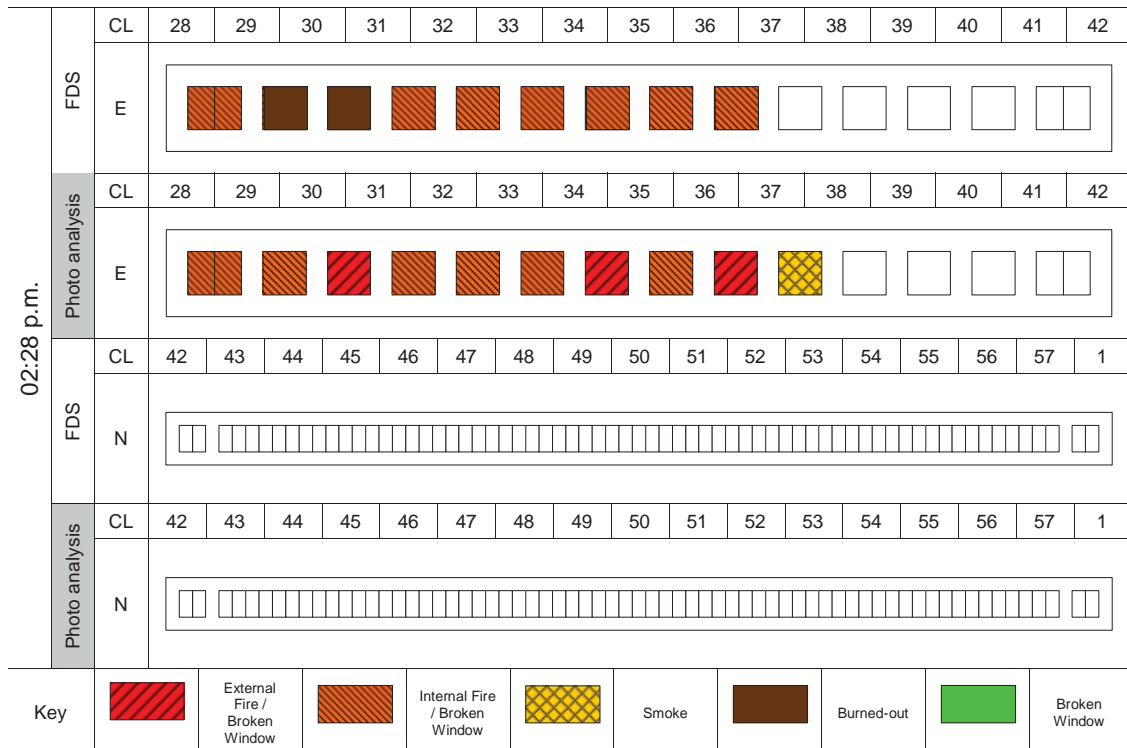 02:28 p.m.
FDS
CL 28 29 30 31 32 33 34 35 36 37 38 39 40 41 42
E
Photo analysis
CL 28 29 30 31 32 33 34 35 36 37 38 39 40 41 42
E
FDS
CL 42 43 44 45 46 47 48 49 50 51 52 53 54 55 56 57 1
N
Photo analysis
CL 42 43 44 45 46 47 48 49 50 51 52 53 54 55 56 57 1
N
Key
External
Fire /
Broken
Window
Internal Fire
/ Broken
Window
Smoke
Burned-out
Broken
Window